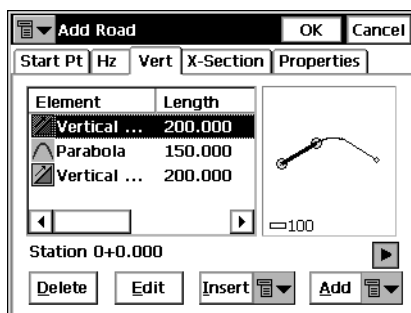 Add Road OK Cancel
Start Pt Hz Vert X-Section Properties
Element Length
Vertical ... 200.000
Parabola 150.000
Vertical ... 200.000
100
Station 0+0.000
Delete Edit Insert Add